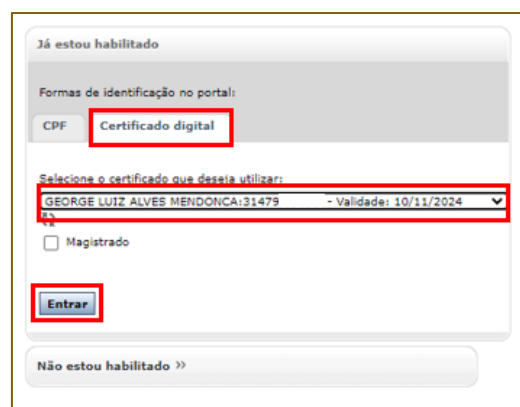 Já estou habilitado
Formas de identificação no portal:
CPF Certificado digital
Selecione o certificado que deseja utilizar:
GEORGE LUIZ ALVES MENDONCA:31479 - Validade: 10/11/2024
Magistrado
Entrar
Não estou habilitado »